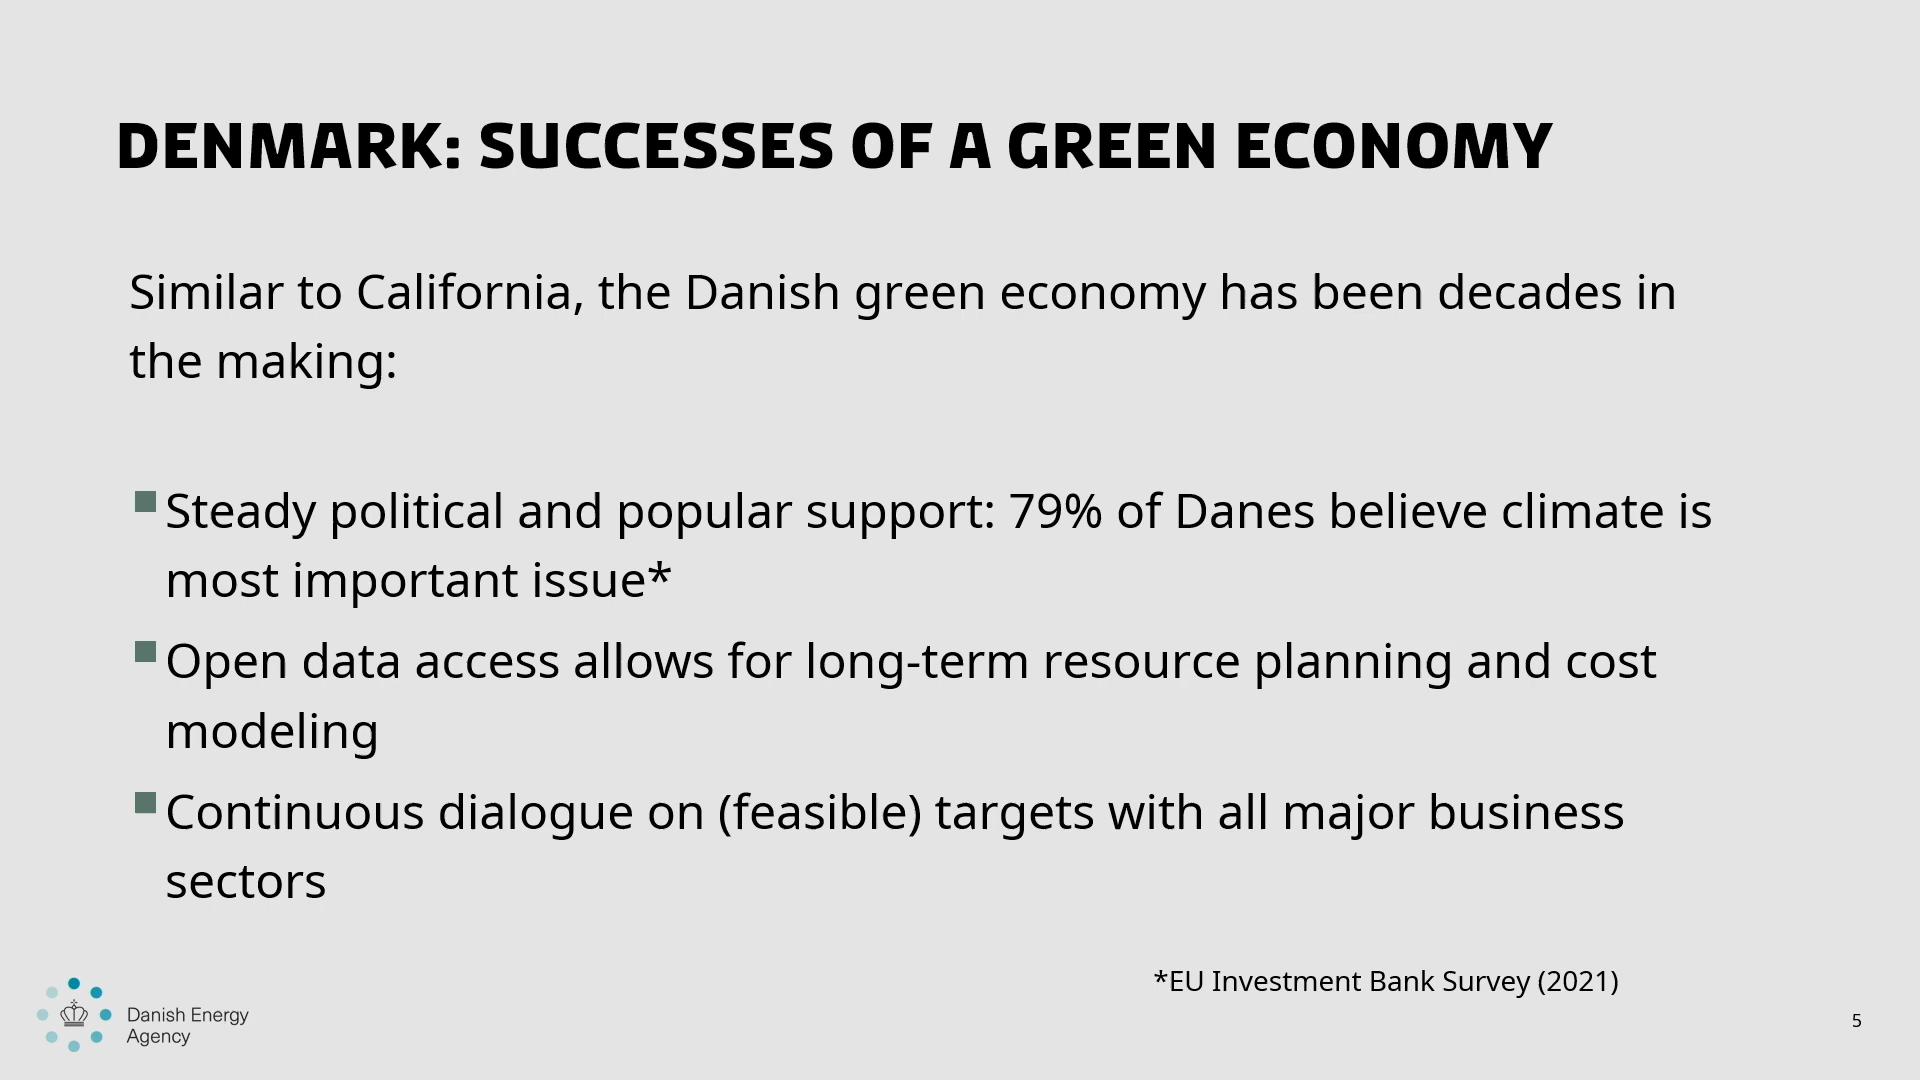 DENMARK: SUCCESSES OF A GREEN ECONOMY
Similar to California, the Danish green economy has been decades in
the making:
Steady political and popular support: 79% of Danes believe climate is
most important issue*
Open data access allows for long-term resource planning and cost
modeling
Continuous dialogue on (feasible) targets with all major business
sectors
*EU Investment Bank Survey (2021)
Danish Energy
Agency
5